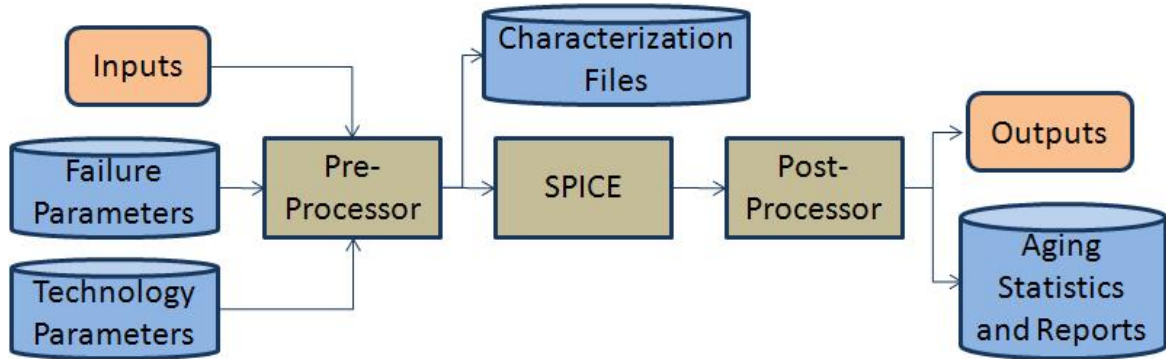 Inputs
Failure
Parameters
Technology
Parameters
Pre-
Processor
Characterization
Files
SPICE
Post-
Processor
Outputs
Aging
Statistics
and Reports